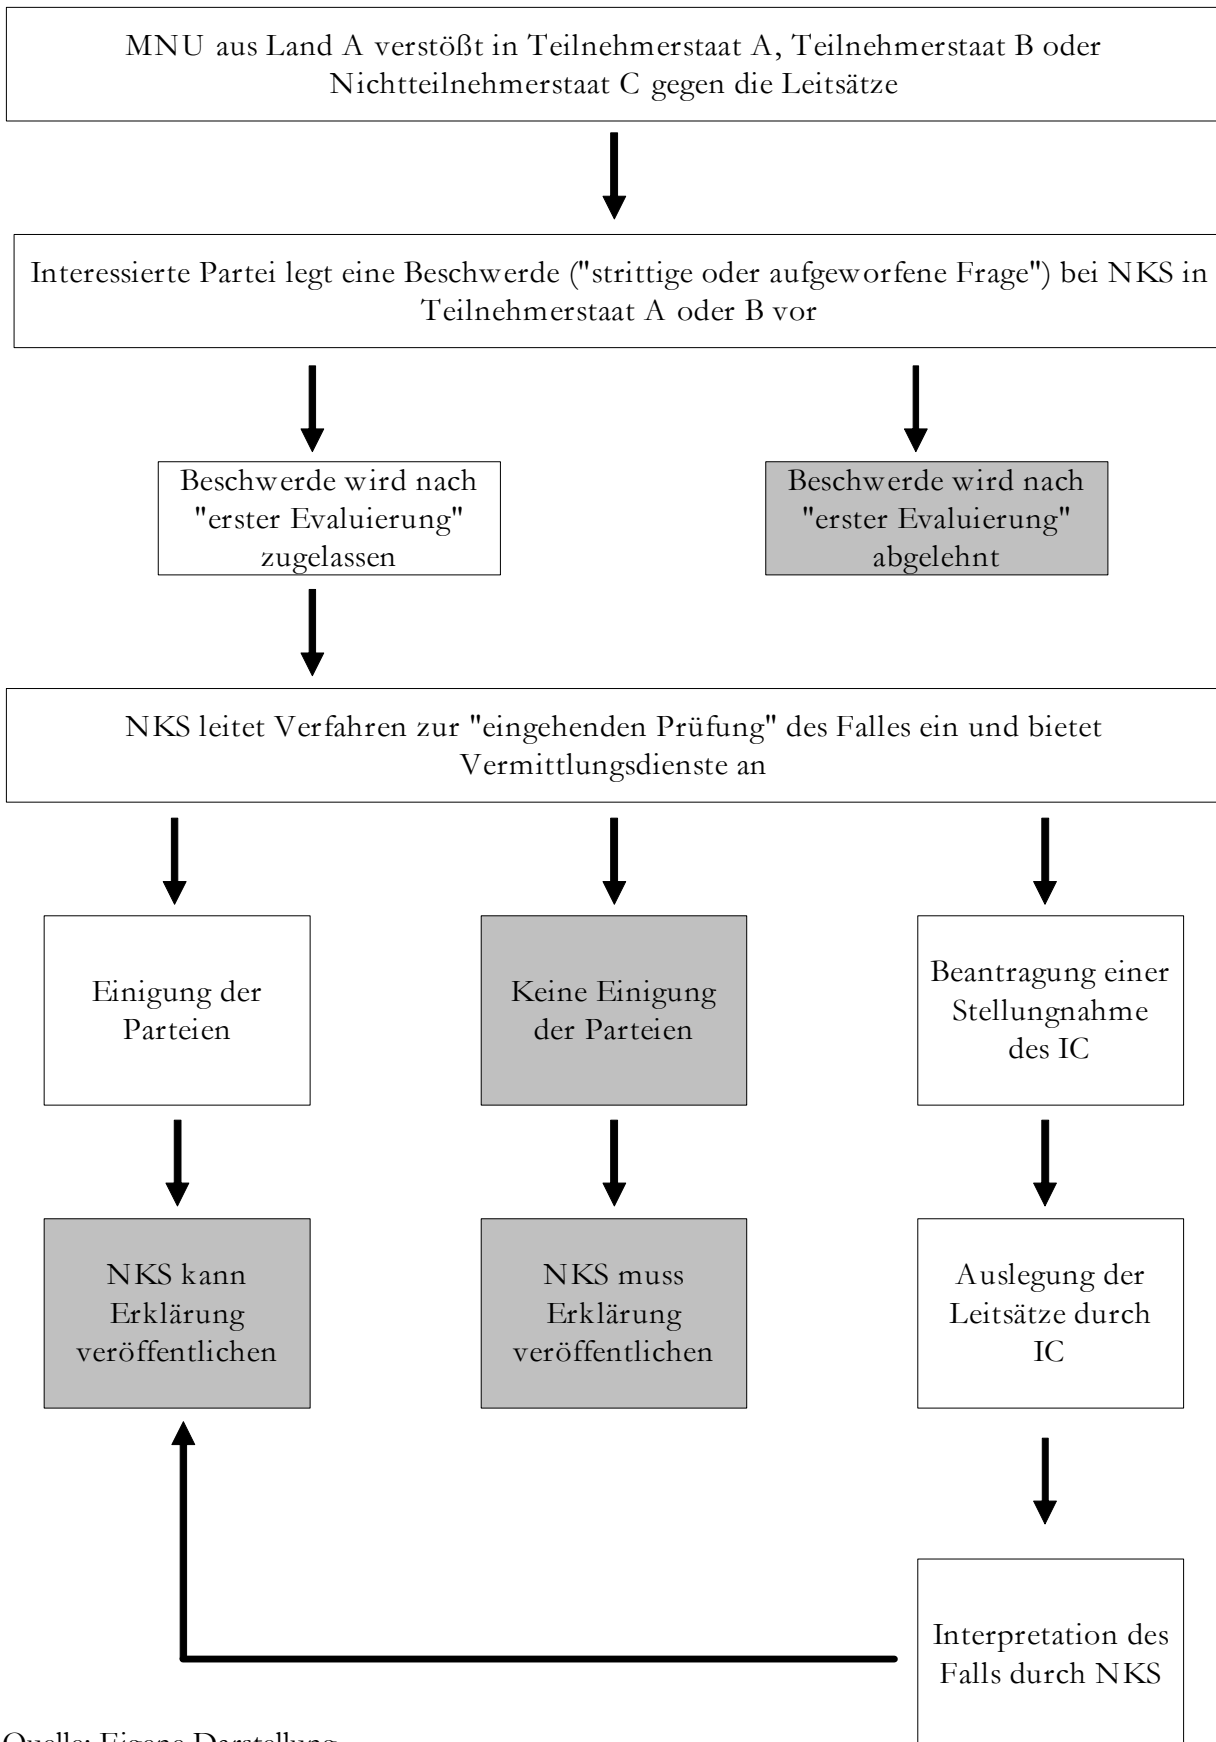 MNU aus Land A verstößt in Teilnehmerstaat A, Teilnehmerstaat B oder
Nichtteilnehmerstaat C gegen die Leitsätze
Interessierte Partei legt eine Beschwerde ("strittige oder aufgeworfene Frage") bei NKS in
Teilnehmerstaat A oder B vor
Beschwerde wird nach
"erster Evaluierung"
zugelassen
Beschwerde wird nach
"erster Evaluierung"
abgelehnt
NKS leitet Verfahren zur "eingehenden Prüfung" des Falles ein und bietet
Vermittlungsdienste an
Einigung der
Parteien
Keine Einigung
der Parteien
Beantragung einer
Stellungnahme
des IC
NKS kann
Erklärung
veröffentlichen
NKS muss
Erklärung
veröffentlichen
Auslegung der
Leitsätze durch
IC
Interpretation des
Falls durch NKS
Quelle: Eigene Darstellung